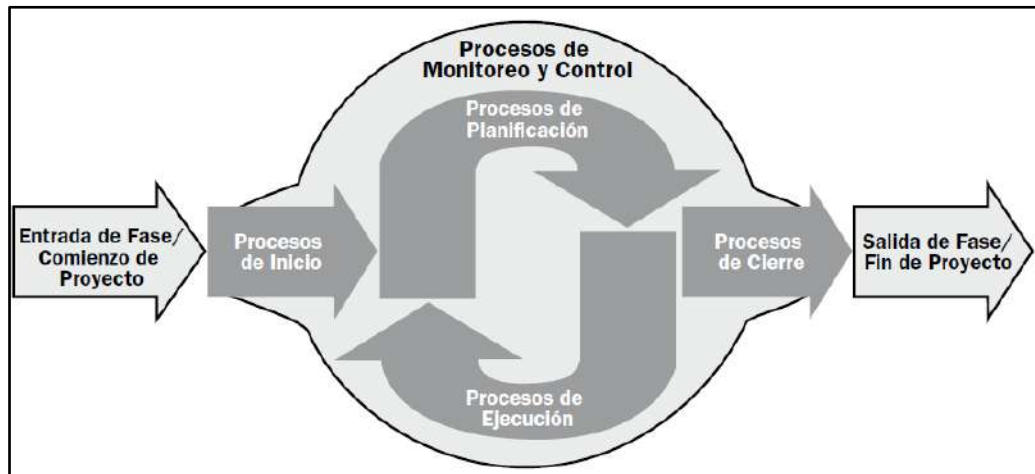 Procesos de
Monitoreo y Control
Procesos de
Planificación
Entrada de Fase/
Comienzo de
Proyecto
Procesos
de Inicio
Procesos
de Cierre
Salida de Fase/
Fin de Proyecto
Procesos de
Ejecución